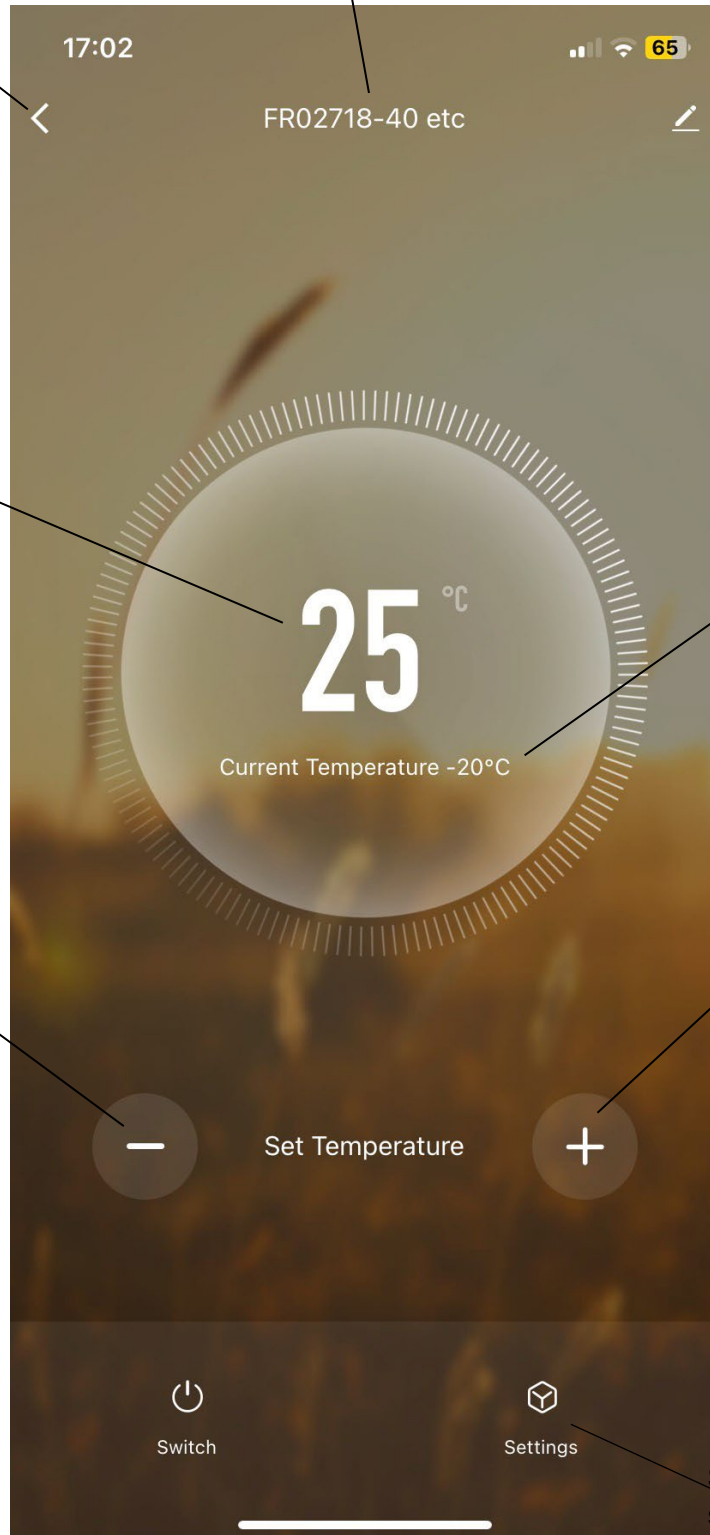 17:02 65
FR02718-40 etc
25 °C
Current Temperature -20°C
Set Temperature
Switch Settings